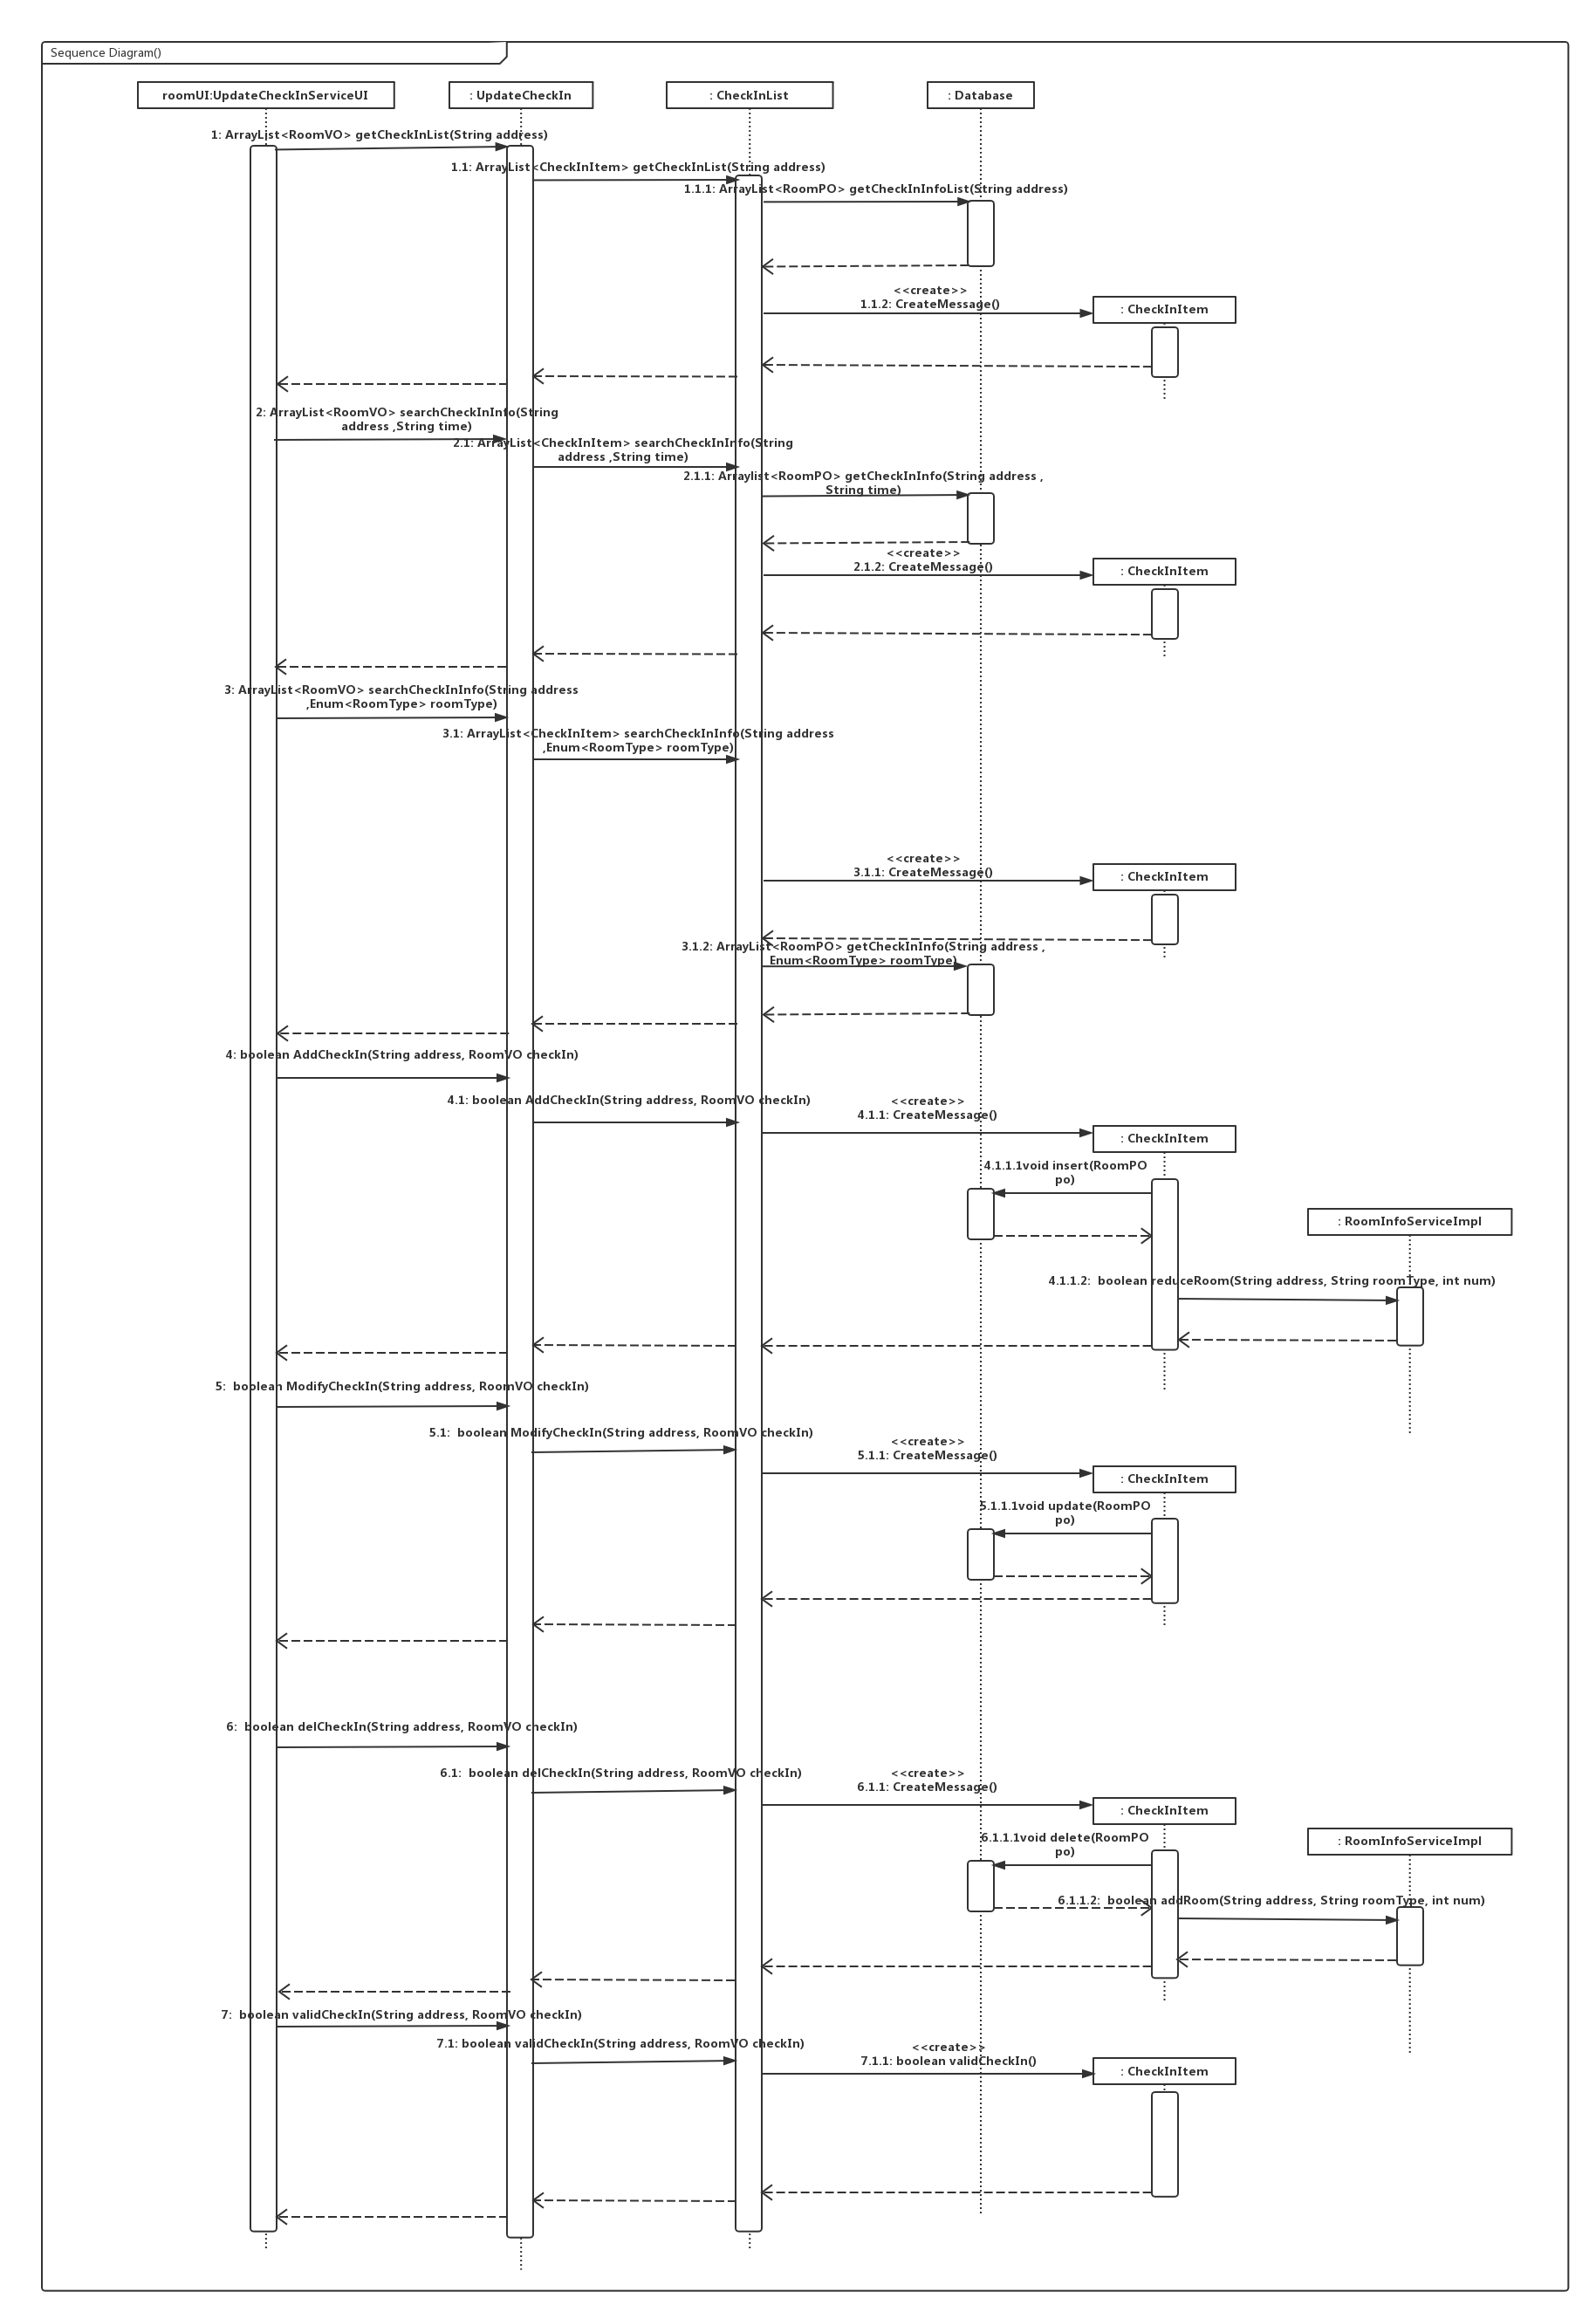 Sequence Diagram()
roomUI:UpdateCheckInServiceUI
: UpdateCheckIn
: CheckInList
: Database
1: ArrayList<RoomVO> getCheckInList(String address)
1.1: ArrayList<CheckInItem> getCheckInList(String address)
1.1.1: ArrayList<RoomPO> getCheckInInfoList(String address)
<<create>>
1.1.2: CreateMessage()
: CheckInItem
2: ArrayList<RoomVO> searchCheckInInfo(String
address ,String time)
2.1: ArrayList<CheckInItem> searchCheckInInfo(String
address ,String time)
2.1.1: Arraylist<RoomPO> getCheckInInfo(String address ,
String time)
<<create>>
2.1.2: CreateMessage()
: CheckInItem
3: ArrayList<RoomVO> searchCheckInInfo(String address
,Enum<RoomType> roomType)
3.1: ArrayList<CheckInItem> searchCheckInInfo(String address
,Enum<RoomType> roomType)
<<create>>
3.1.1: CreateMessage()
: CheckInItem
3.1.2: ArrayList<RoomPO> getCheckInInfo(String address ,
Enum<RoomType> roomType)
4: boolean AddCheckIn(String address, RoomVO checkIn)
4.1: boolean AddCheckIn(String address, RoomVO checkIn)
<<create>>
4.1.1: CreateMessage()
: CheckInItem
4.1.1.1void insert(RoomPO
po)
: RoomInfoServiceImpl
4.1.1.2:  boolean reduceRoom(String address, String roomType, int num)
5:  boolean ModifyCheckIn(String address, RoomVO checkIn)
5.1:  boolean ModifyCheckIn(String address, RoomVO checkIn)
<<create>>
5.1.1: CreateMessage()
: CheckInItem
5.1.1.1void update(RoomPO
po)
6:  boolean delCheckIn(String address, RoomVO checkIn)
6.1:  boolean delCheckIn(String address, RoomVO checkIn)
<<create>>
6.1.1: CreateMessage()
: CheckInItem
6.1.1.1void delete(RoomPO
po)
: RoomInfoServiceImpl
6.1.1.2:  boolean addRoom(String address, String roomType, int num)
7:  boolean validCheckIn(String address, RoomVO checkIn)
7.1: boolean validCheckIn(String address, RoomVO checkIn)
<<create>>
7.1.1: boolean validCheckIn()
: CheckInItem